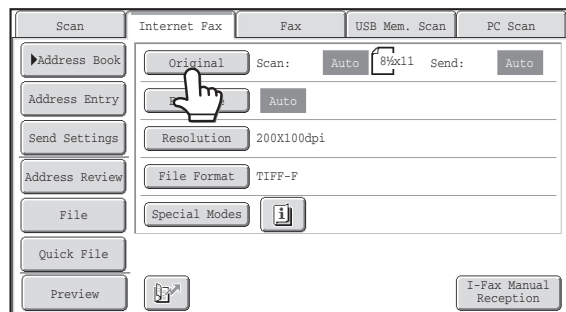 Scan Internet Fax Fax USB Mem. Scan PC Scan
Address Book Original Scan: Auto 8½x11 Send: Auto
Address Entry Auto
Send Settings Resolution 200X100dpi
Address Review File Format TIFF-F
File Special Modes
Quick File
Preview
I-Fax Manual
Reception